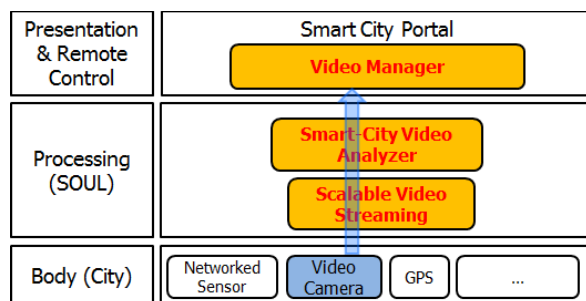 Presentation
& Remote
Control
Smart City Portal
Video Manager
Processing
(SOUL)
Smart-City Video
Analyzer
Scalable Video
Streaming
Body (City)
Networked
Sensor
Video
Camera
GPS
...